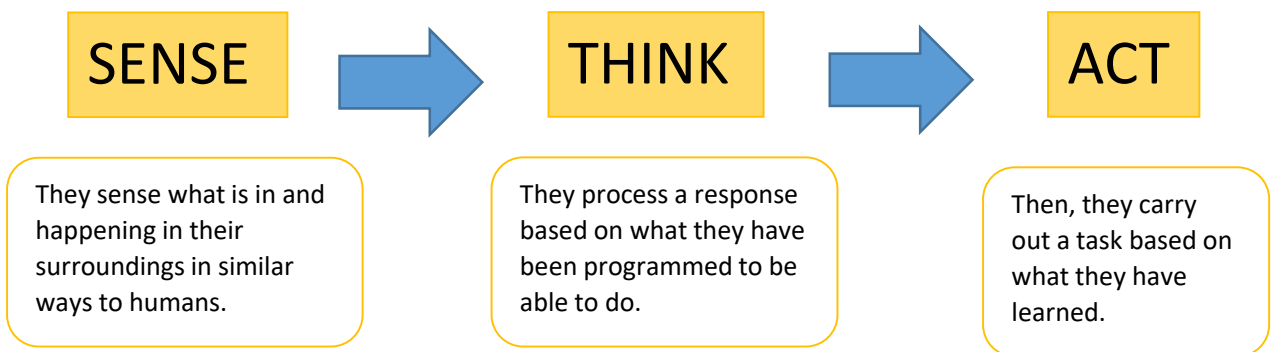 SENSE
THINK
ACT
They sense what is in and
happening in their
surroundings in similar
ways to humans.
They process a response
based on what they have
been programmed to be
able to do.
Then, they carry
out a task based on
what they have
learned.